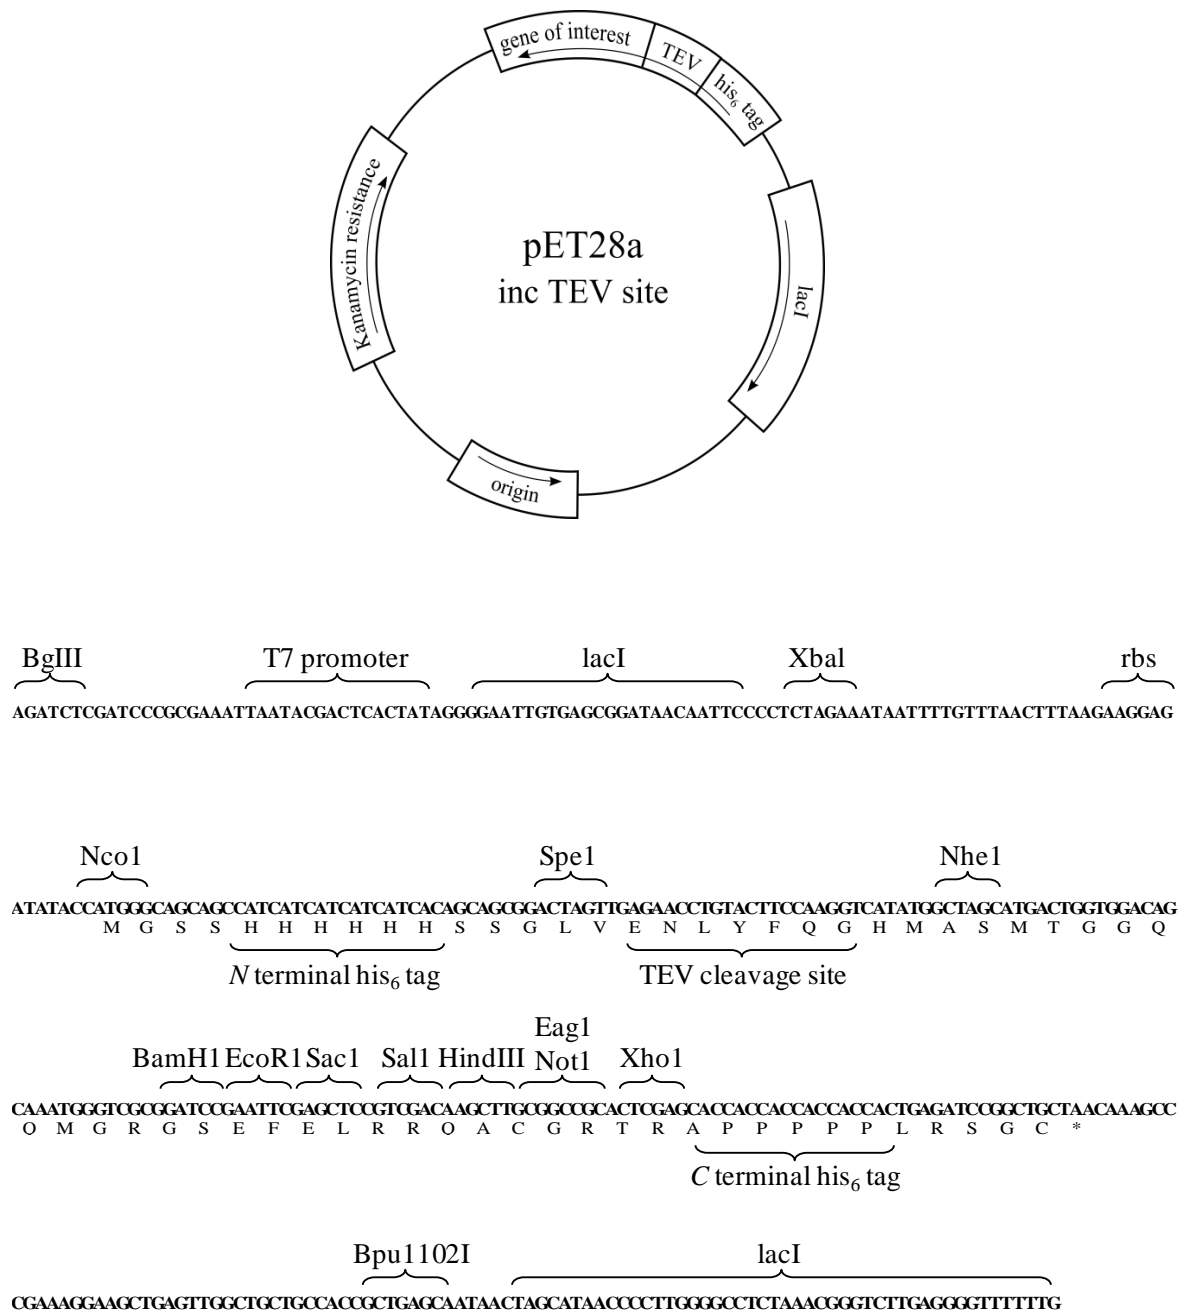 gene of interest
TEV
his6 tag
Kanamycin resistance
lacI
origin
pET28a
inc TEV site
BgIII T7 promoter lacI Xbal rbs
AGATCTCGATCCCGCGAAATTAATACGACTCACTATAGGGGAATTGTGAGCGGATAACAATTCCCCTCTAGAAATAATTTTGTTTAACTTTAAGAAGGAG
Nco1 Spe1 Nhe1
ATATACCATGGGCAGCAGCCATCATCATCATCATCACAGCAGCGGACTAGTTGAGAACCTGTACTTCCAAGGTCATATGGCTAGCATGACTGGTGGACAG
M G S S H H H H H H S S G L V E N L Y F Q G H M A S M T G G Q
N terminal his6 tag TEV cleavage site
Eag1
BamH1 EcoR1 Sac1 Sal1 HindIII Not1 Xho1
CAAATGGGTCGCGGATCCGAATTCGAGCTCCGTCGACAAGCTTGCGGCCGCACTCGAGCACCACCACCACCACCACTGAGATCCGGCTGCTAACAAAGCC
Q M G R G S E F E L R R Q A C G R T R A P P P P P L R S G C *
C terminal his6 tag
Bpu1102I lacI
CGAAAGGAAGCTGAGTTGGCTGCTGCCACCGCTGAGCAATAACTAGCATAACCCCTTGGGGCCTCTAAACGGGTCTTGAGGGGTTTTTTG